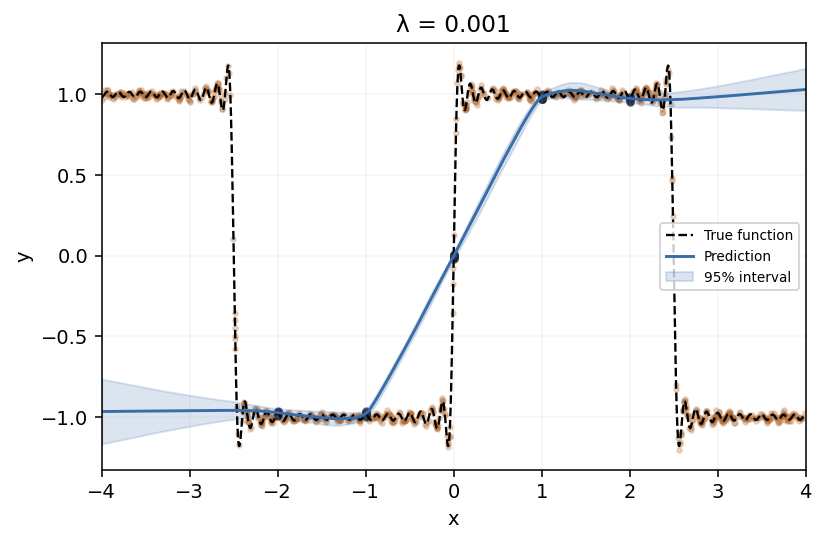 λ = 0.001
1.0
0.5
0.0
−0.5
−1.0
y
True function
Prediction
95% interval
−4 −3 −2 −1 0 1 2 3 4
x